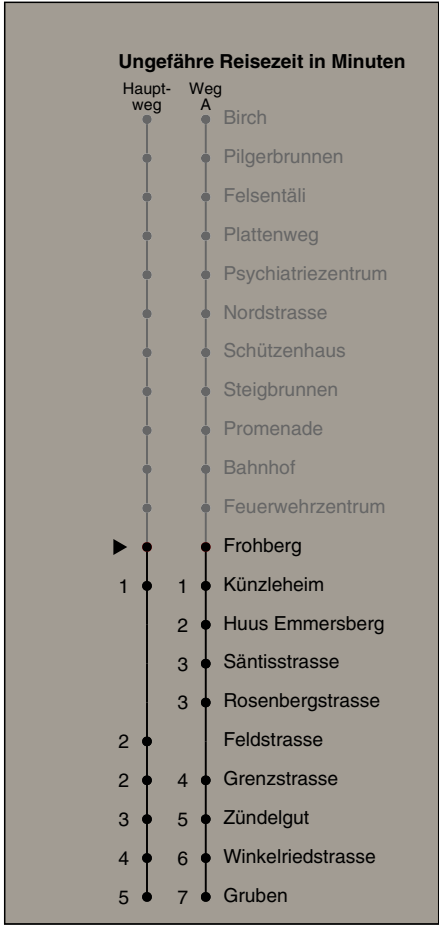 Ungefähre Reisezeit in Minuten
Haupt- Weg
weg A
Birch
Pilgerbrunnen
Felsentäli
Plattenweg
Psychiatriezentrum
Nordstrasse
Schützenhaus
Steigbrunnen
Promenade
Bahnhof
Feuerwehrzentrum
Frohberg
1 1 Künzleheim
2 Huus Emmersberg
3 Säntisstrasse
3 Rosenbergstrasse
2 Feldstrasse
2 4 Grenzstrasse
3 5 Zündelgut
4 6 Winkelriedstrasse
5 7 Gruben